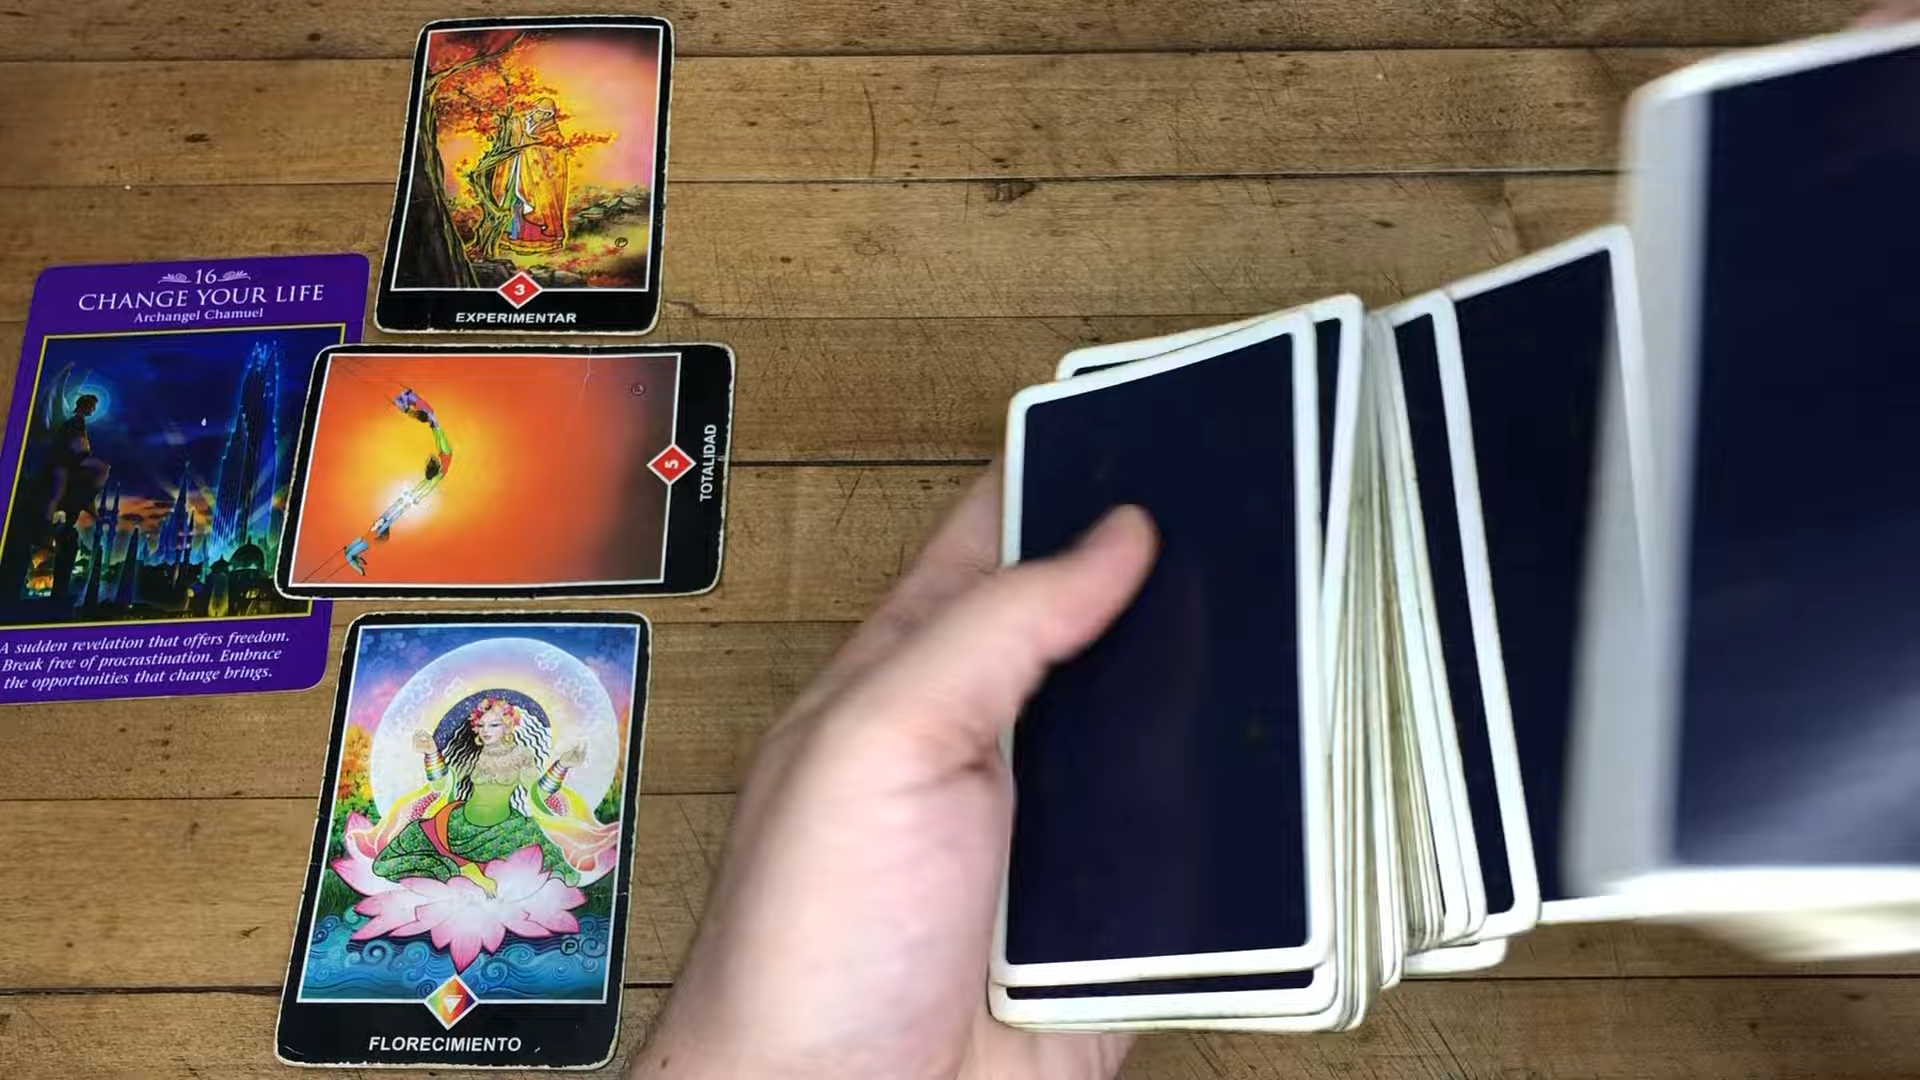 3
EXPERIMENTAR
16
CHANGE YOUR LIFE
Archangel Chamuel
A sudden revelation that offers freedom.
Break free of procrastination. Embrace
the opportunities that change brings.
5
TOTALIDAD
P
FLORECIMIENTO